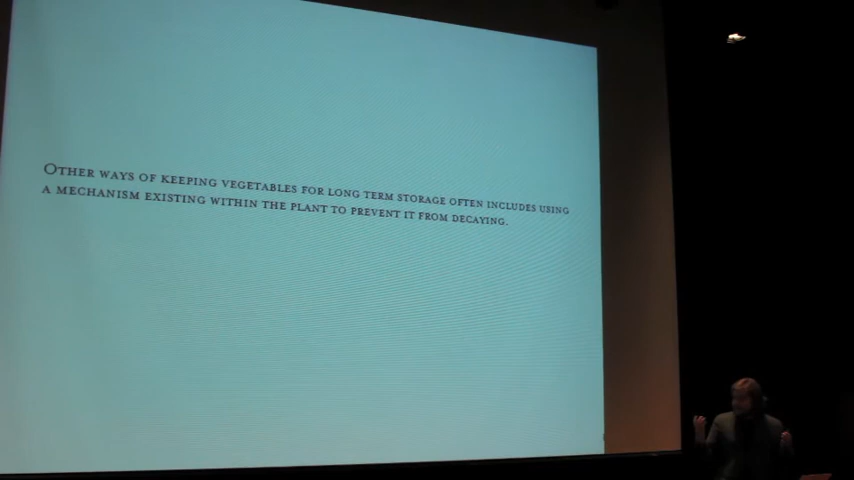 Other ways of keeping vegetables for long term storage often includes using
a mechanism existing within the plant to prevent it from decaying.